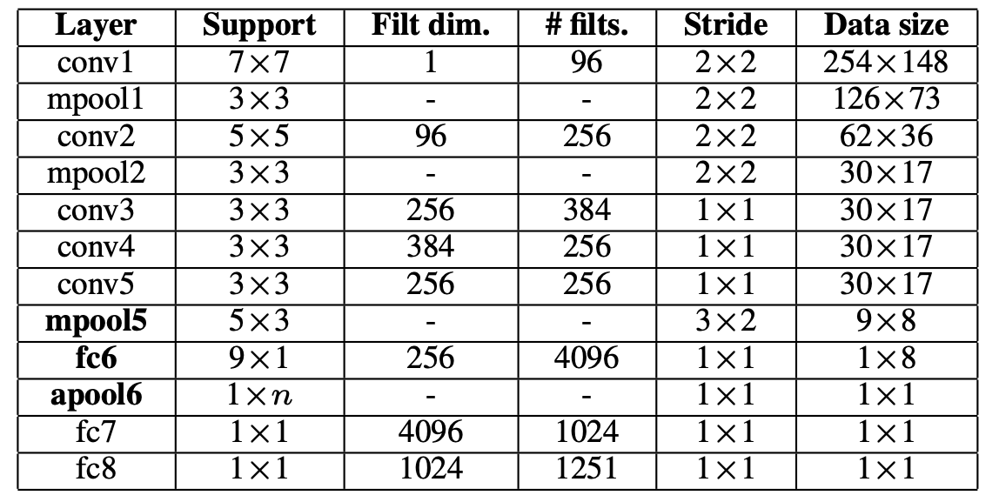 Layer Support Filt dim. # filts. Stride Data size
conv1 7×7 1 96 2×2 254×148
mpool1 3×3 - - 2×2 126×73
conv2 5×5 96 256 2×2 62×36
mpool2 3×3 - - 2×2 30×17
conv3 3×3 256 384 1×1 30×17
conv4 3×3 384 256 1×1 30×17
conv5 3×3 256 256 1×1 30×17
mpool5 5×3 - - 3×2 9×8
fc6 9×1 256 4096 1×1 1×8
apool6 1×n - - 1×1 1×1
fc7 1×1 4096 1024 1×1 1×1
fc8 1×1 1024 1251 1×1 1×1